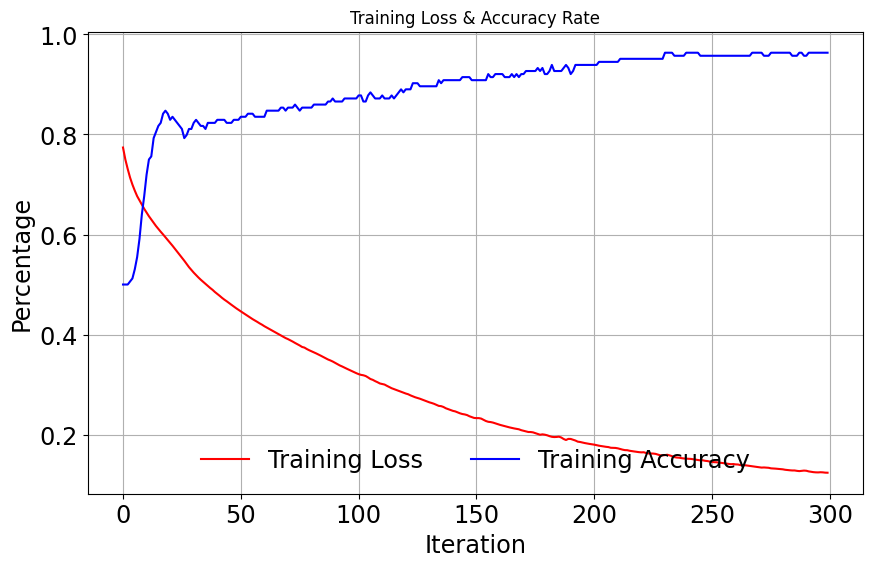 Training Loss & Accuracy Rate
1.0
0.8
0.6
0.4
0.2
Percentage
Training Loss Training Accuracy
0 50 100 150 200 250 300
Iteration